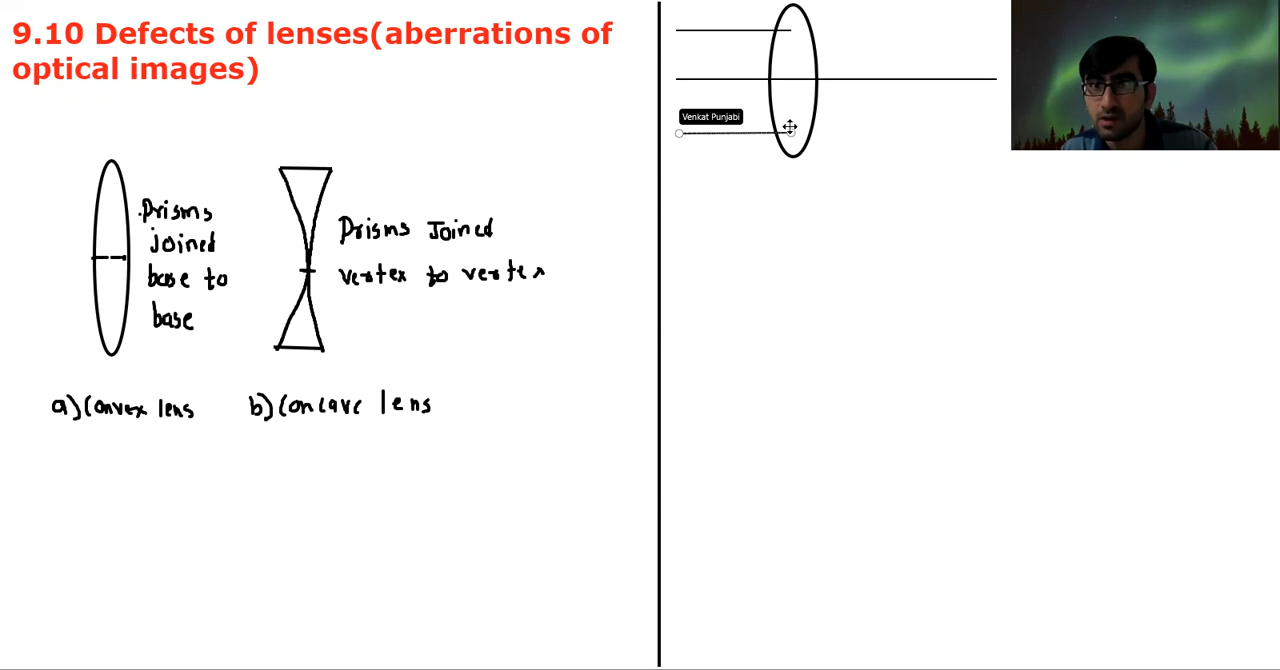 9.10 Defects of lenses(aberrations of
optical images)
Prisms
joined
base to
base
Prisms Joined
vertex to vertex
a)Convex lens
b)Concave lens
Venkat Punjabi